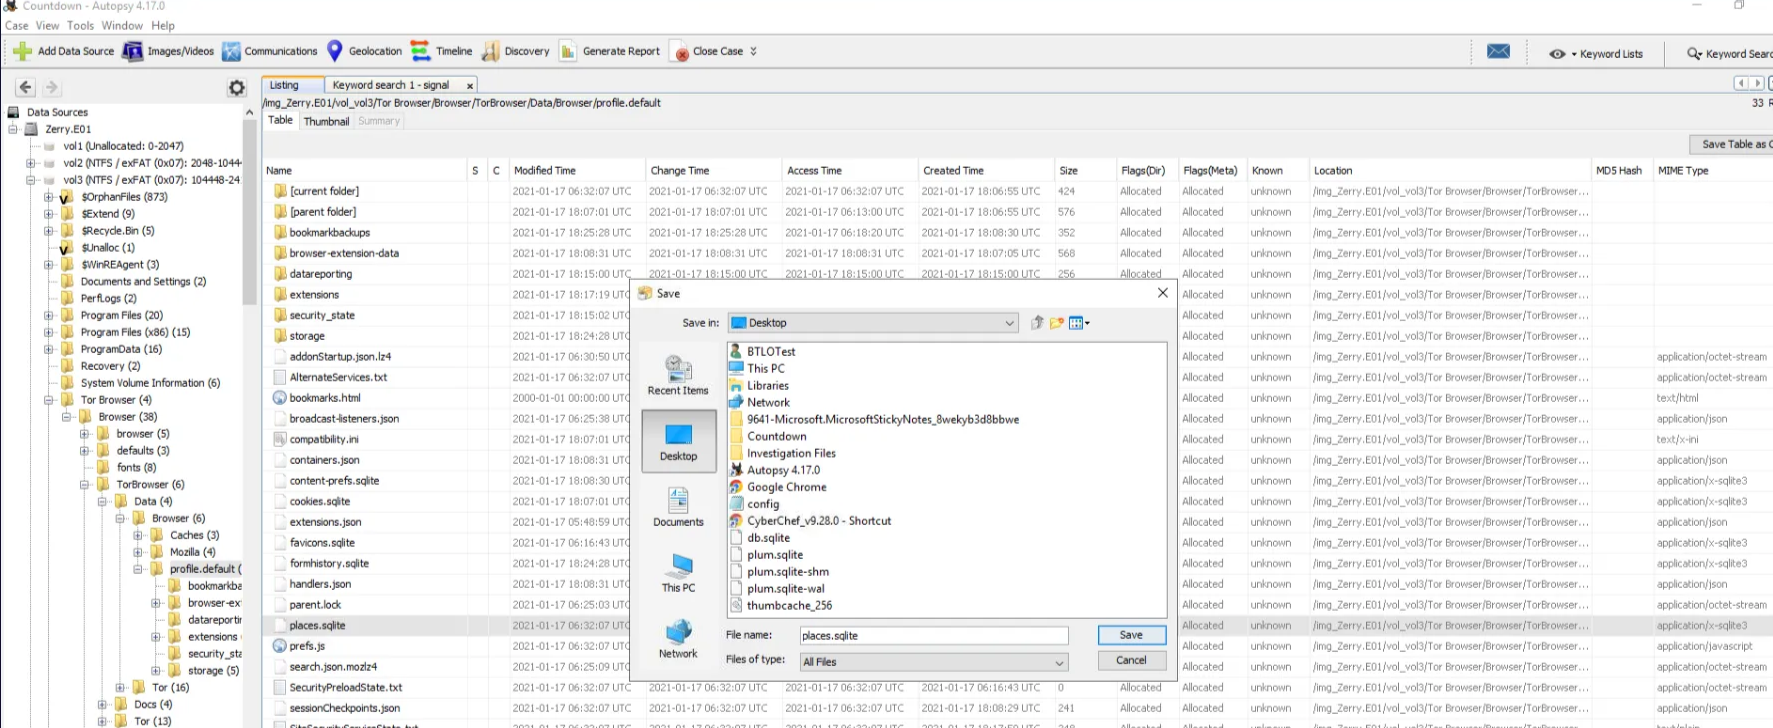 Countdown - Autopsy 4.17.0
Case View Tools Window Help
Add Data Source Images/Videos Communications Geolocation Timeline Discovery Generate Report Close Case Keyword Lists Keyword Searc
Listing Keyword search 1 - signal x
/img_Zerry.E01/vol_vol3/Tor Browser/Browser/TorBrowser/Data/Browser/profile.default
33 R
Table Thumbnail Summary
Save Table as C
Data Sources
Zerry.E01
vol1 (Unallocated: 0-2047)
vol2 (NTFS / exFAT (0x07): 2048-1044
vol3 (NTFS / exFAT (0x07): 104448-24
$OrphanFiles (873)
$Extend (9)
$Recycle.Bin (5)
$Unalloc (1)
$WinREAgent (3)
Documents and Settings (2)
PerfLogs (2)
Program Files (20)
Program Files (x86) (15)
ProgramData (16)
Recovery (2)
System Volume Information (6)
Tor Browser (4)
Browser (38)
browser (5)
defaults (3)
fonts (8)
TorBrowser (6)
Data (4)
Browser (6)
Caches (3)
Mozilla (4)
profile.default (
bookmarkba
browser-ex
datareportin
extensions
security_sta
storage (5)
Tor (16)
Docs (4)
Tor (13)
Name S C Modified Time Change Time Access Time Created Time Size Flags(Dir) Flags(Meta) Known Location MD5 Hash MIME Type
[current folder] 2021-01-17 06:32:07 UTC 2021-01-17 06:32:07 UTC 2021-01-17 06:32:07 UTC 2021-01-17 18:06:55 UTC 424 Allocated Allocated unknown /img_Zerry.E01/vol_vol3/Tor Browser/Browser/TorBrowser...
[parent folder] 2021-01-17 18:07:01 UTC 2021-01-17 18:07:01 UTC 2021-01-17 06:13:00 UTC 2021-01-17 18:06:55 UTC 576 Allocated Allocated unknown /img_Zerry.E01/vol_vol3/Tor Browser/Browser/TorBrowser...
bookmarkbackups 2021-01-17 18:25:28 UTC 2021-01-17 18:25:28 UTC 2021-01-17 06:18:20 UTC 2021-01-17 18:08:30 UTC 352 Allocated Allocated unknown /img_Zerry.E01/vol_vol3/Tor Browser/Browser/TorBrowser...
browser-extension-data 2021-01-17 18:08:31 UTC 2021-01-17 18:08:31 UTC 2021-01-17 18:08:31 UTC 2021-01-17 18:07:05 UTC 568 Allocated Allocated unknown /img_Zerry.E01/vol_vol3/Tor Browser/Browser/TorBrowser...
datareporting 2021-01-17 18:15:00 UTC 2021-01-17 18:15:00 UTC 2021-01-17 18:15:00 UTC 2021-01-17 18:15:00 UTC 256 Allocated Allocated unknown /img_Zerry.E01/vol_vol3/Tor Browser/Browser/TorBrowser...
extensions 2021-01-17 18:17:19 UTC Allocated unknown /img_Zerry.E01/vol_vol3/Tor Browser/Browser/TorBrowser...
security_state 2021-01-17 18:15:02 UTC Allocated unknown /img_Zerry.E01/vol_vol3/Tor Browser/Browser/TorBrowser...
storage 2021-01-17 18:24:28 UTC Allocated unknown /img_Zerry.E01/vol_vol3/Tor Browser/Browser/TorBrowser...
addonStartup.json.lz4 2021-01-17 06:30:50 UTC Allocated unknown /img_Zerry.E01/vol_vol3/Tor Browser/Browser/TorBrowser... application/octet-stream
AlternateServices.txt 2021-01-17 06:32:07 UTC Allocated unknown /img_Zerry.E01/vol_vol3/Tor Browser/Browser/TorBrowser... application/octet-stream
bookmarks.html 2000-01-01 00:00:00 UTC Allocated unknown /img_Zerry.E01/vol_vol3/Tor Browser/Browser/TorBrowser... text/html
broadcast-listeners.json 2021-01-17 06:25:38 UTC Allocated unknown /img_Zerry.E01/vol_vol3/Tor Browser/Browser/TorBrowser... application/json
compatibility.ini 2021-01-17 18:07:01 UTC Allocated unknown /img_Zerry.E01/vol_vol3/Tor Browser/Browser/TorBrowser... text/x-ini
containers.json 2021-01-17 18:08:31 UTC Allocated unknown /img_Zerry.E01/vol_vol3/Tor Browser/Browser/TorBrowser... application/json
content-prefs.sqlite 2021-01-17 18:08:30 UTC Allocated unknown /img_Zerry.E01/vol_vol3/Tor Browser/Browser/TorBrowser... application/x-sqlite3
cookies.sqlite 2021-01-17 18:07:01 UTC Allocated unknown /img_Zerry.E01/vol_vol3/Tor Browser/Browser/TorBrowser... application/x-sqlite3
extensions.json 2021-01-17 05:48:59 UTC Allocated unknown /img_Zerry.E01/vol_vol3/Tor Browser/Browser/TorBrowser... application/json
favicons.sqlite 2021-01-17 06:16:43 UTC Allocated unknown /img_Zerry.E01/vol_vol3/Tor Browser/Browser/TorBrowser... application/x-sqlite3
formhistory.sqlite 2021-01-17 18:24:28 UTC Allocated unknown /img_Zerry.E01/vol_vol3/Tor Browser/Browser/TorBrowser... application/x-sqlite3
handlers.json 2021-01-17 18:08:31 UTC Allocated unknown /img_Zerry.E01/vol_vol3/Tor Browser/Browser/TorBrowser... application/json
parent.lock 2021-01-17 06:25:03 UTC Allocated unknown /img_Zerry.E01/vol_vol3/Tor Browser/Browser/TorBrowser... application/octet-stream
places.sqlite 2021-01-17 06:32:07 UTC Allocated unknown /img_Zerry.E01/vol_vol3/Tor Browser/Browser/TorBrowser... application/x-sqlite3
prefs.js 2021-01-17 06:32:07 UTC Allocated unknown /img_Zerry.E01/vol_vol3/Tor Browser/Browser/TorBrowser... application/javascript
search.json.mozlz4 2021-01-17 06:25:09 UTC Allocated unknown /img_Zerry.E01/vol_vol3/Tor Browser/Browser/TorBrowser... application/octet-stream
SecurityPreloadState.txt 2021-01-17 06:32:07 UTC 2021-01-17 06:32:07 UTC 2021-01-17 06:32:07 UTC 2021-01-17 06:16:43 UTC 0 Allocated Allocated unknown /img_Zerry.E01/vol_vol3/Tor Browser/Browser/TorBrowser... application/octet-stream
sessionCheckpoints.json 2021-01-17 06:32:07 UTC 2021-01-17 06:32:07 UTC 2021-01-17 06:32:07 UTC 2021-01-17 18:08:29 UTC 241 Allocated Allocated unknown /img_Zerry.E01/vol_vol3/Tor Browser/Browser/TorBrowser... application/json
Save
Save in: Desktop
Recent Items
Desktop
Documents
This PC
Network
BTLOTest
This PC
Libraries
Network
9641-Microsoft.MicrosoftStickyNotes_8wekyb3d8bbwe
Countdown
Investigation Files
Autopsy 4.17.0
Google Chrome
config
CyberChef_v9.28.0 - Shortcut
db.sqlite
plum.sqlite
plum.sqlite-shm
plum.sqlite-wal
thumbcache_256
File name: places.sqlite Save
Files of type: All Files Cancel